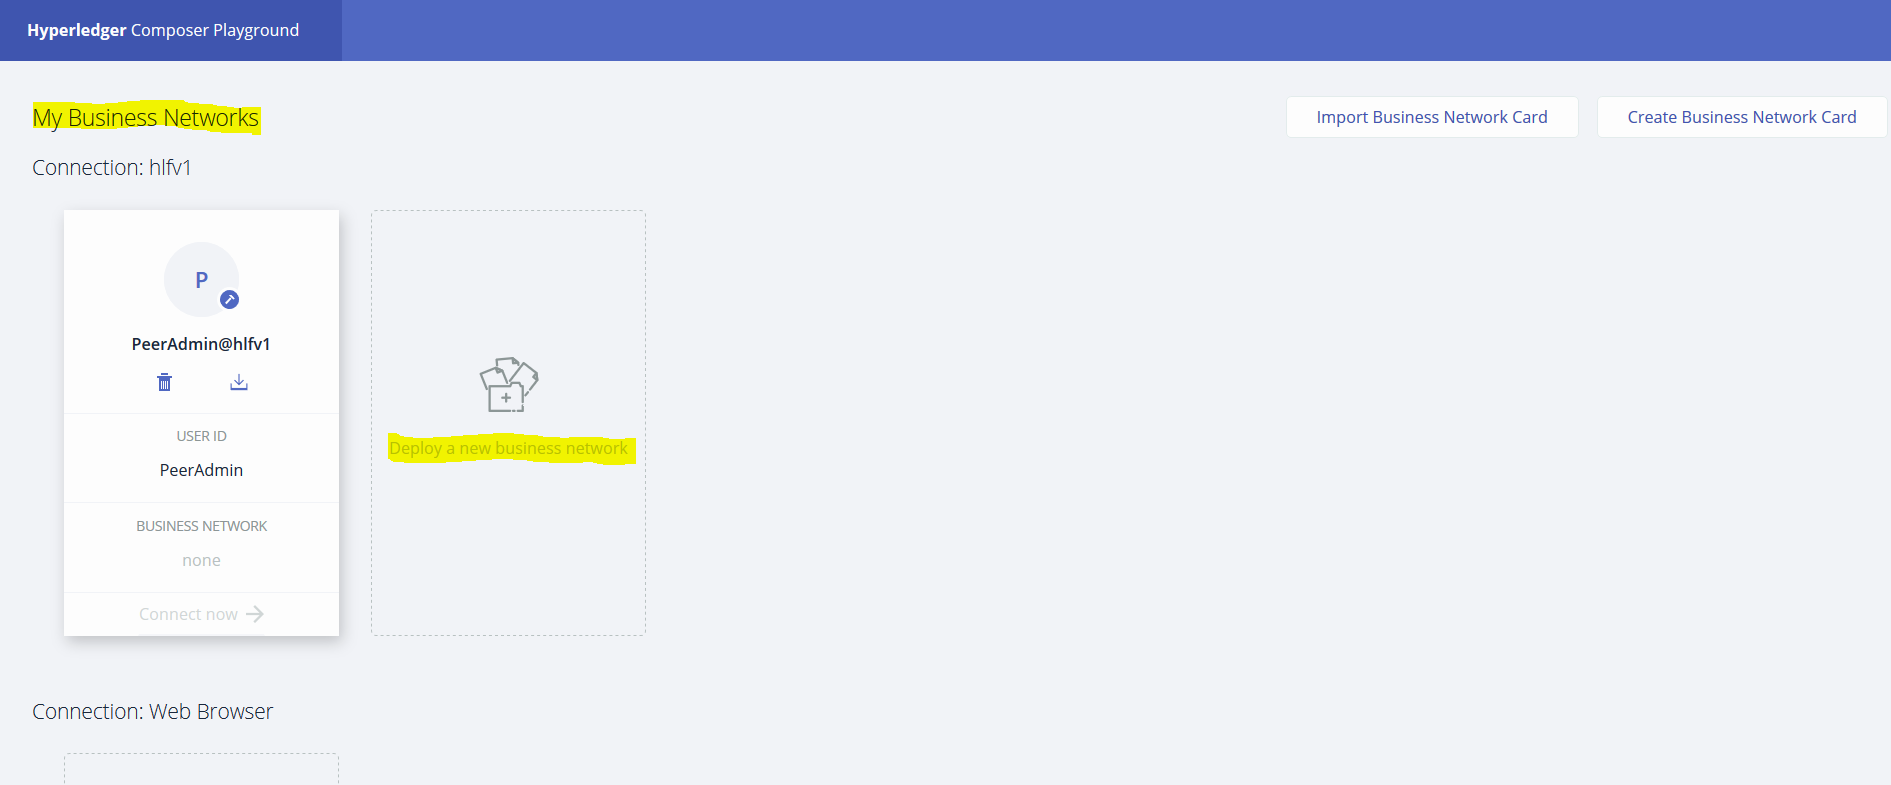 Hyperledger Composer Playground
My Business Networks
Import Business Network Card
Create Business Network Card
Connection: hlfv1
P
PeerAdmin@hlfv1
USER ID
PeerAdmin
BUSINESS NETWORK
none
Connect now
Deploy a new business network
Connection: Web Browser